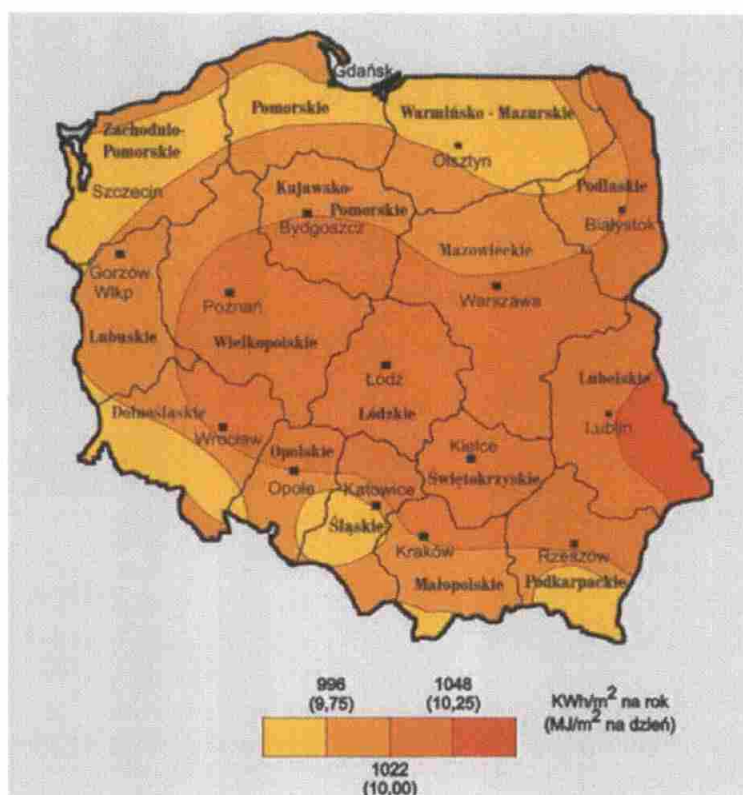 Gdańsk
Pomorskie
Warmińsko - Mazurskie
Zachodnio-
Pomorskie
Olsztyn
Szczecin
Kujawsko-
Pomorskie
Podlaskie
Bydgoszcz
Białystok
Mazowieckie
Gorzów
Wlkp
Poznań
Warszawa
Lubuskie
Wielkopolskie
Łódź
Lubelskie
Dolnośląskie
Łódzkie
Lublin
Wrocław
Opolskie
Kielce
Świętokrzyskie
Opole
Katowice
Śląskie
Kraków
Rzeszów
Małopolskie
Podkarpackie
996
(9,75)
1048
(10,25)
KWh/m² na rok
(MJ/m² na dzień)
1022
(10,00)